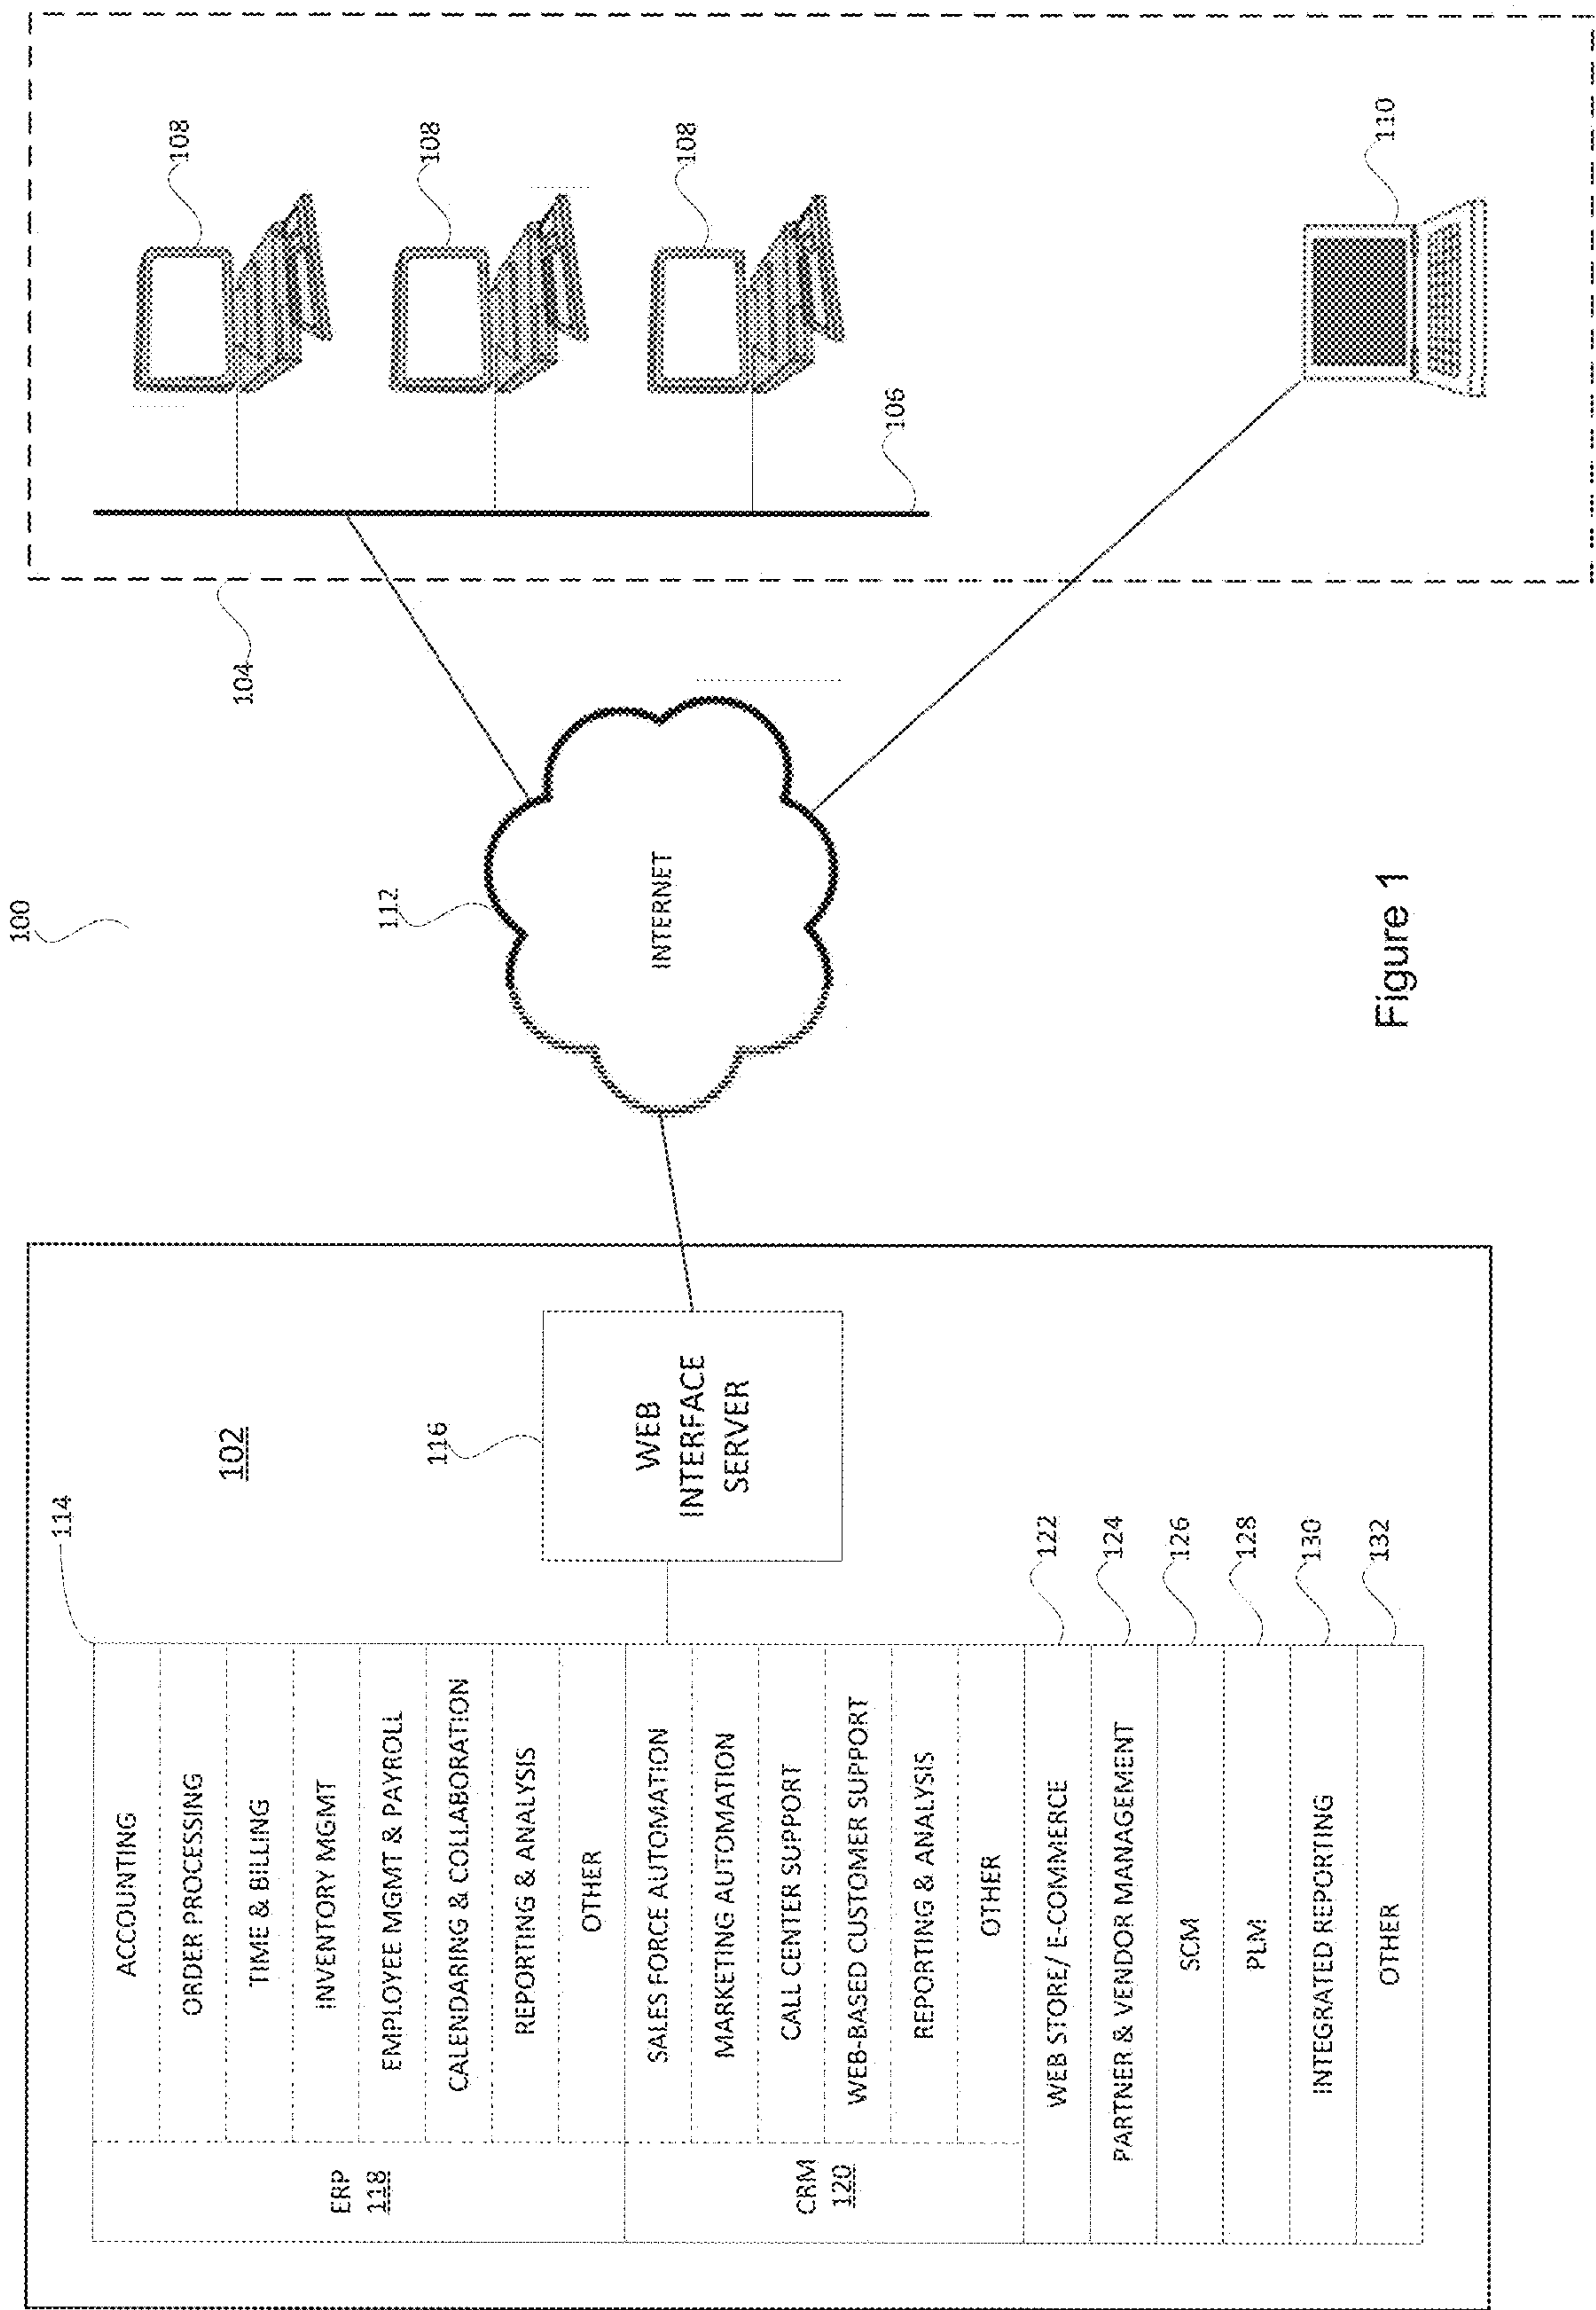 100
114
102
ERP
118
ACCOUNTING
ORDER PROCESSING
TIME & BILLING
INVENTORY MGMT
EMPLOYEE MGMT & PAYROLL
CALENDARING & COLLABORATION
REPORTING & ANALYSIS
OTHER
CRM
120
SALES FORCE AUTOMATION
MARKETING AUTOMATION
CALL CENTER SUPPORT
WEB-BASED CUSTOMER SUPPORT
REPORTING & ANALYSIS
OTHER
WEB STORE/ E-COMMERCE
122
PARTNER & VENDOR MANAGEMENT
124
SCM
126
PLM
128
INTEGRATED REPORTING
130
OTHER
132
116
WEB
INTERFACE
SERVER
112
INTERNET
104
108
108
108
106
110
Figure 1